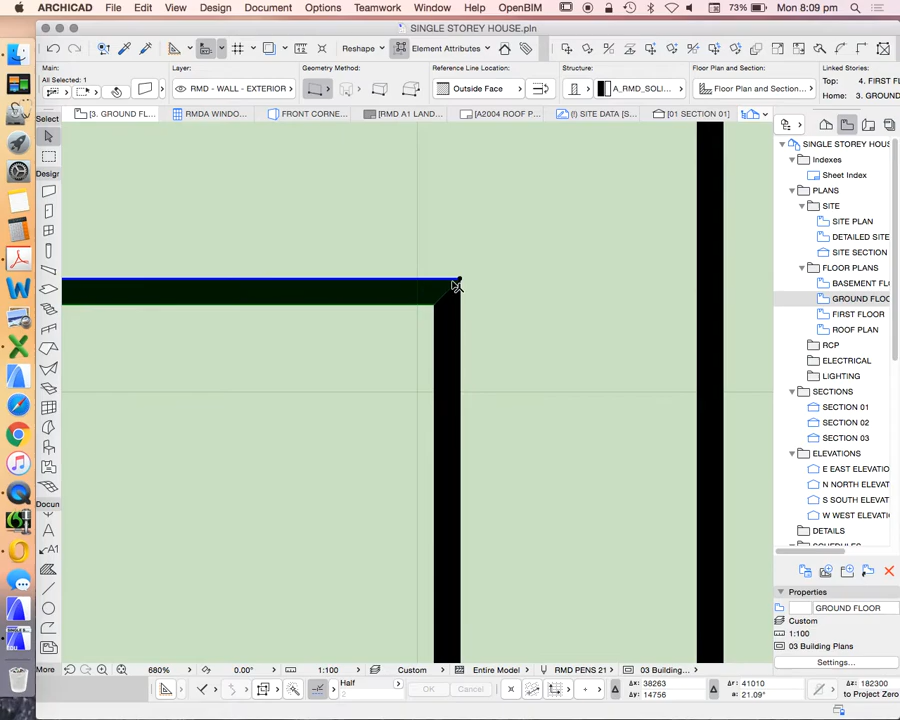 ARCHICAD File Edit View Design Document Options Teamwork Window Help OpenBIM 73% Mon 8:09 pm
SINGLE STOREY HOUSE.pln
Reshape Element Attributes
Main: Layer: Geometry Method: Reference Line Location: Structure: Floor Plan and Section: Linked Stories:
All Selected: 1
RMD - WALL - EXTERIOR Outside Face A_RMD_SOLI... Floor Plan and Section... Top: 4. FIRST FL
Home: 3. GROUND
Select [3. GROUND FL... RMDA WINDO... FRONT CORNE... [RMD A1 LAND... [A2004 ROOF P... (!) SITE DATA [S... [01 SECTION 01]
Design
Docun
More
SINGLE STOREY HOUS
Indexes
Sheet Index
PLANS
SITE
SITE PLAN
DETAILED SITE
SITE SECTION
FLOOR PLANS
BASEMENT FL
GROUND FLOO
FIRST FLOOR
ROOF PLAN
RCP
ELECTRICAL
LIGHTING
SECTIONS
SECTION 01
SECTION 02
SECTION 03
ELEVATIONS
E EAST ELEVATIO
N NORTH ELEVAT
S SOUTH ELEVAT
W WEST ELEVATI
DETAILS
Properties
GROUND FLOOR
Custom
1:100
03 Building Plans
Settings...
680% 0.00° 1:100 Custom Entire Model RMD PENS 21 03 Building...
Half
2
OK Cancel
Δx: 38263
Δy: 14756
Δr: 41010
a: 21.09°
Δz: 182300
to Project Zero
A1